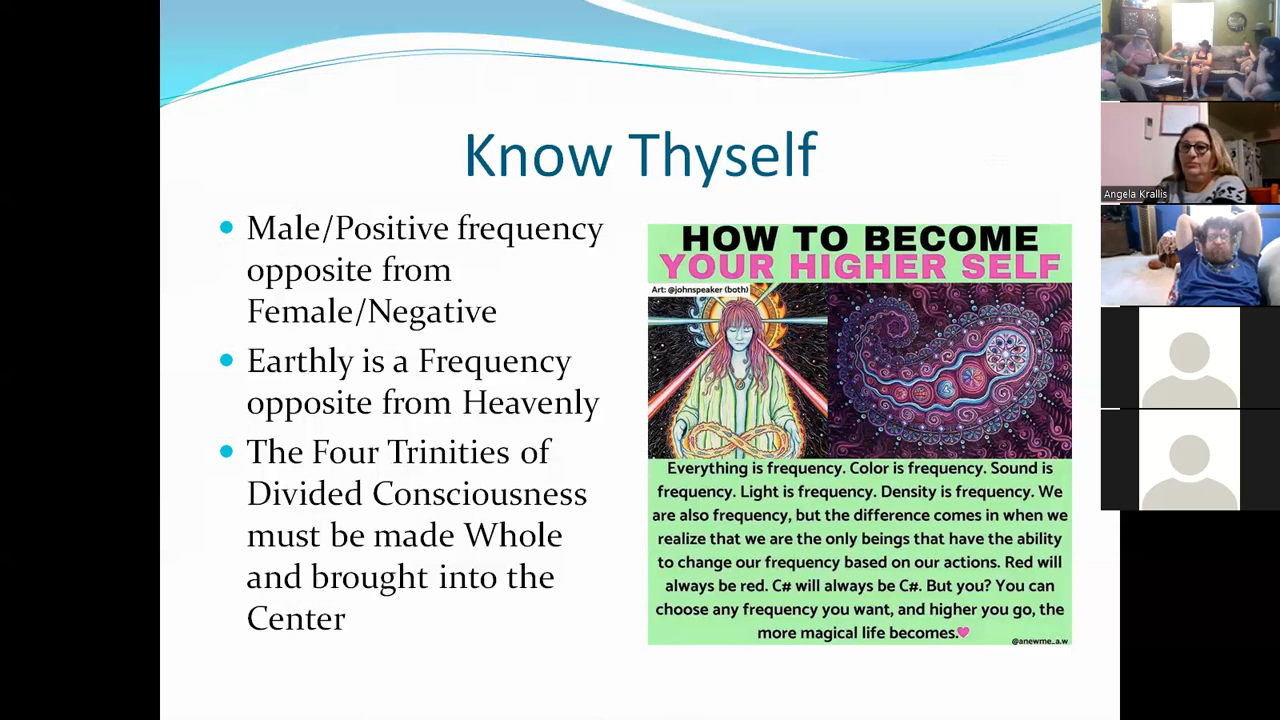 Know Thyself
Male/Positive frequency
opposite from
Female/Negative
Earthly is a Frequency
opposite from Heavenly
The Four Trinities of
Divided Consciousness
must be made Whole
and brought into the
Center
HOW TO BECOME
YOUR HIGHER SELF
Art: @johnspeaker (both)
Everything is frequency. Color is frequency. Sound is
frequency. Light is frequency. Density is frequency. We
are also frequency, but the difference comes in when we
realize that we are the only beings that have the ability
to change our frequency based on our actions. Red will
always be red. C# will always be C#. But you? You can
choose any frequency you want, and higher you go, the
more magical life becomes.
@anewme_a.w
Angela Krallis